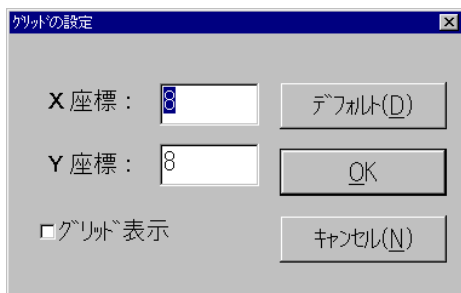 ｸﾞﾘｯﾄﾞの設定
X 座標： 8
デフォルト(D)
Y 座標： 8
OK
グリッド表示
キャンセル(N)